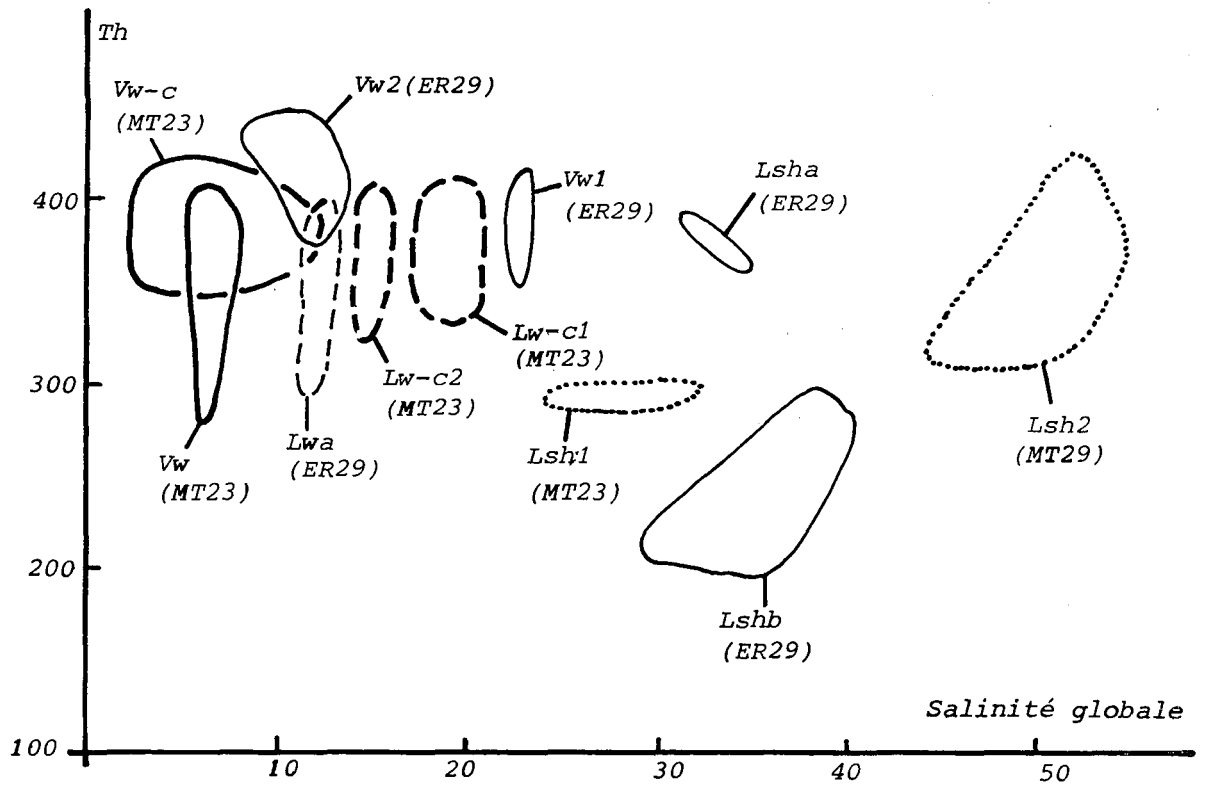 Th
Vw-c
(MT23)
Vw2(ER29)
Vw1
(ER29)
Lsha
(ER29)
400
Lw-c1
(MT23)
Lw-c2
(MT23)
300
Lsh2
(MT29)
Lwa
(ER29)
Vw
(MT23)
Lsh1
(MT23)
200
Lshb
(ER29)
Salinité globale
100
10
20
30
40
50